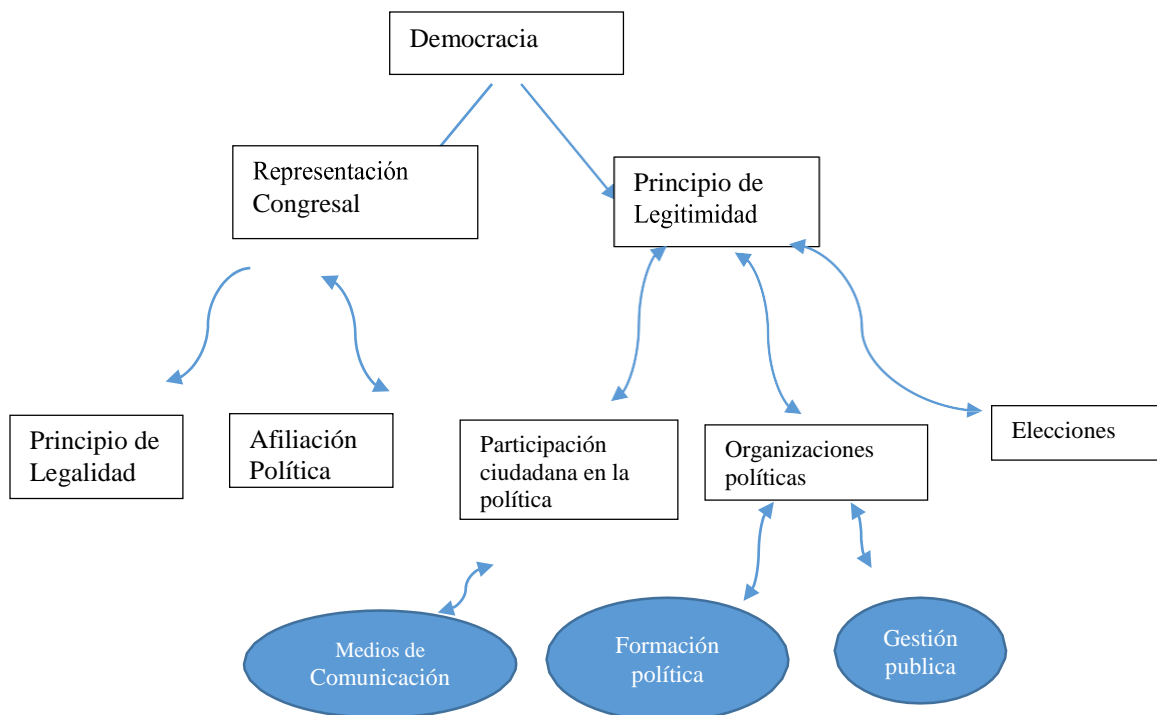 Democracia
Representación
Congresal
Principio de
Legitimidad
Principio de
Legalidad
Afiliación
Política
Participación
ciudadana en la
política
Organizaciones
políticas
Elecciones
Medios de
Comunicación
Formación
política
Gestión
publica